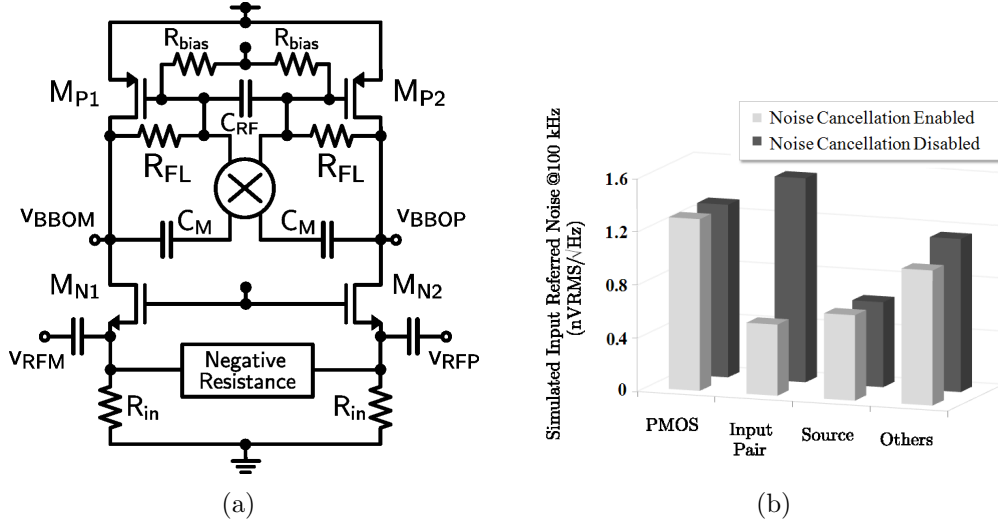 Rbias
Rbias
MP1
MP2
CRF
RFL
RFL
vBBOM
CM
CM
vBBOP
MN1
MN2
vRFM
Negative
Resistance
vRFP
Rin
Rin
(a)
Noise Cancellation Enabled
Noise Cancellation Disabled
Simulated Input Referred Noise @100 kHz
(nVRMS/√Hz)
1.6
1.2
0.8
0.4
0
PMOS
Input
Pair
Source
Others
(b)